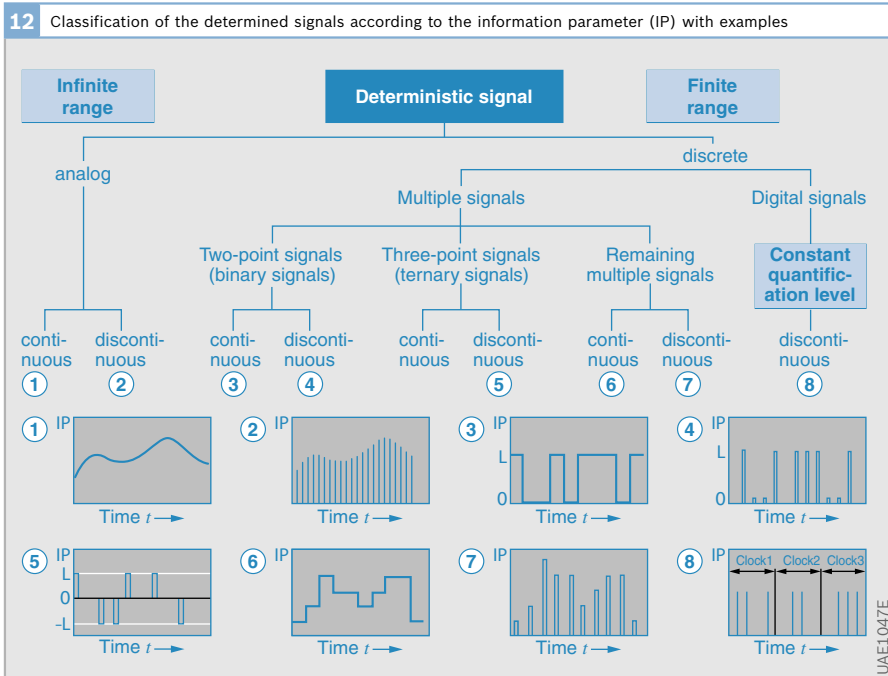 12 Classification of the determined signals according to the information parameter (IP) with examples
Infinite
range
Deterministic signal
Finite
range
analog
discrete
Multiple signals
Digital signals
Two-point signals
(binary signals)
Three-point signals
(ternary signals)
Remaining
multiple signals
Constant
quantific-
ation level
conti-
nuous
1
disconti-
nuous
2
conti-
nuous
3
disconti-
nuous
4
conti-
nuous
disconti-
nuous
5
conti-
nuous
6
disconti-
nuous
7
disconti-
nuous
8
1 IP
Time t
2 IP
Time t
3 IP
L
0
Time t
4 IP
L
0
Time t
5 IP
L
0
–L
Time t
6 IP
Time t
7 IP
Time t
8 IP
Clock1 Clock2 Clock3
Time t
UAE1047E